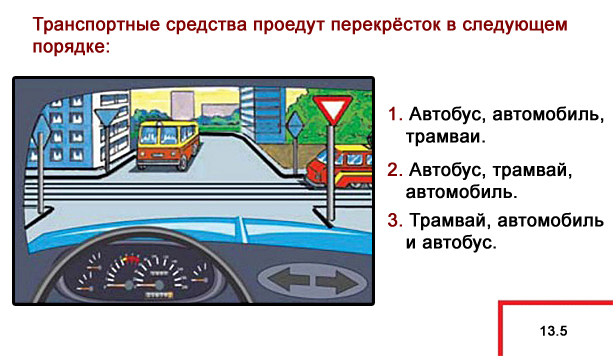 Транспортные средства проедут перекрёсток в следующем
порядке:
1. Автобус, автомобиль,
трамваи.
2. Автобус, трамвай,
автомобиль.
3. Трамвай, автомобиль
и автобус.
13.5